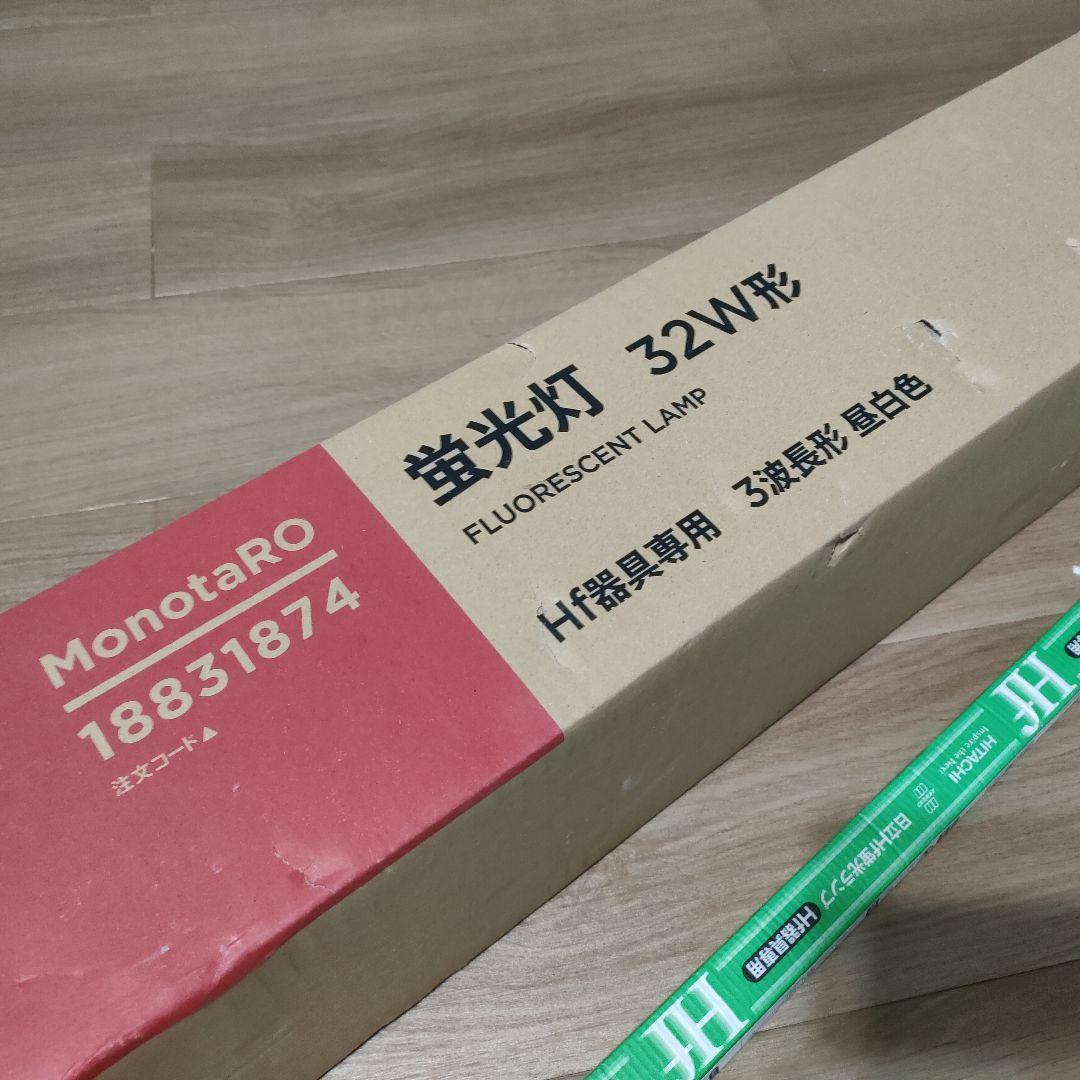 MonotaRO
18831874
注文コード▲
蛍光灯 32W形
FLUORESCENT LAMP
Hf器具専用 3波長形 昼白色
Hf
HITACHI
Inspire the Next
日立Hf蛍光ランプ
Hf器具専用
Hf